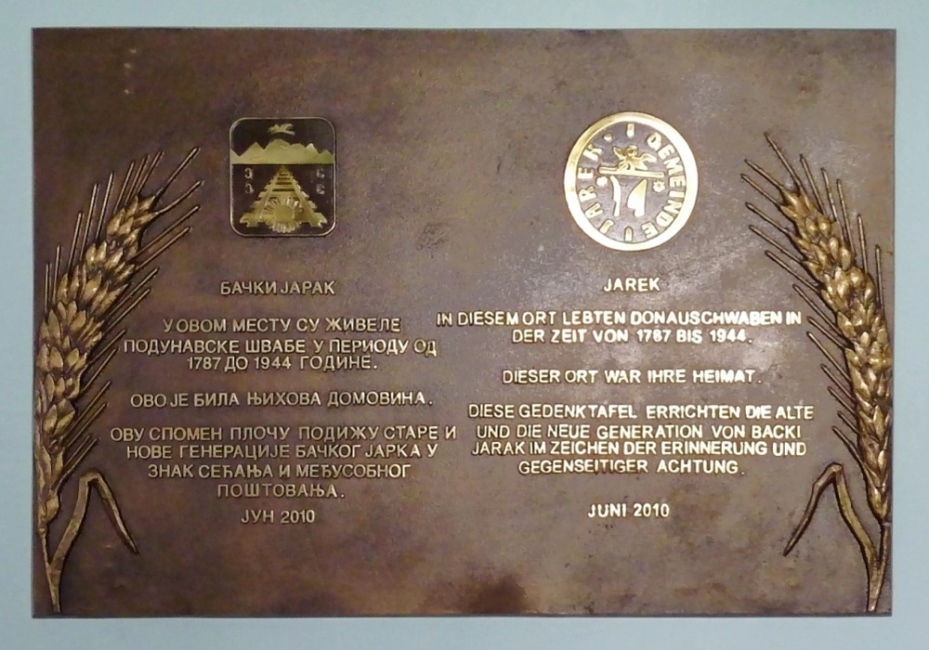 БАЧКИ ЈАРАК
У ОВОМ МЕСТУ СУ ЖИВЕЛЕ
ПОДУНАВСКЕ ШВАБЕ У ПЕРИОДУ ОД
1787 ДО 1944 ГОДИНЕ.
ОВО ЈЕ БИЛА ЊИХОВА ДОМОВИНА.
ОВУ СПОМЕН ПЛОЧУ ПОДИЖУ СТАРЕ И
НОВЕ ГЕНЕРАЦИЈЕ БАЧКОГ ЈАРКА У
ЗНАК СЕЋАЊА И МЕЂУСОБНОГ
ПОШТОВАЊА.
ЈУН 2010
GEMEINDE JAREK
JAREK
IN DIESEM ORT LEBTEN DONAUSCHWABEN IN
DER ZEIT VON 1787 BIS 1944.
DIESER ORT WAR IHRE HEIMAT.
DIESE GEDENKTAFEL ERRICHTEN DIE ALTE
UND DIE NEUE GENERATION VON BACKI
JARAK IM ZEICHEN DER ERINNERUNG UND
GEGENSEITIGER ACHTUNG.
JUNI 2010